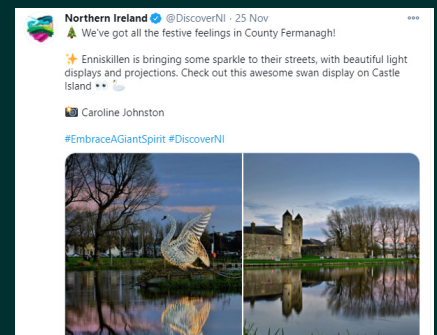 Northern Ireland @DiscoverNI · 25 Nov
🎄 We've got all the festive feelings in County Fermanagh!
✨ Enniskillen is bringing some sparkle to their streets, with beautiful light
displays and projections. Check out this awesome swan display on Castle
Island 👀 🦢
📸 Caroline Johnston
#EmbraceAGiantSpirit #DiscoverNI